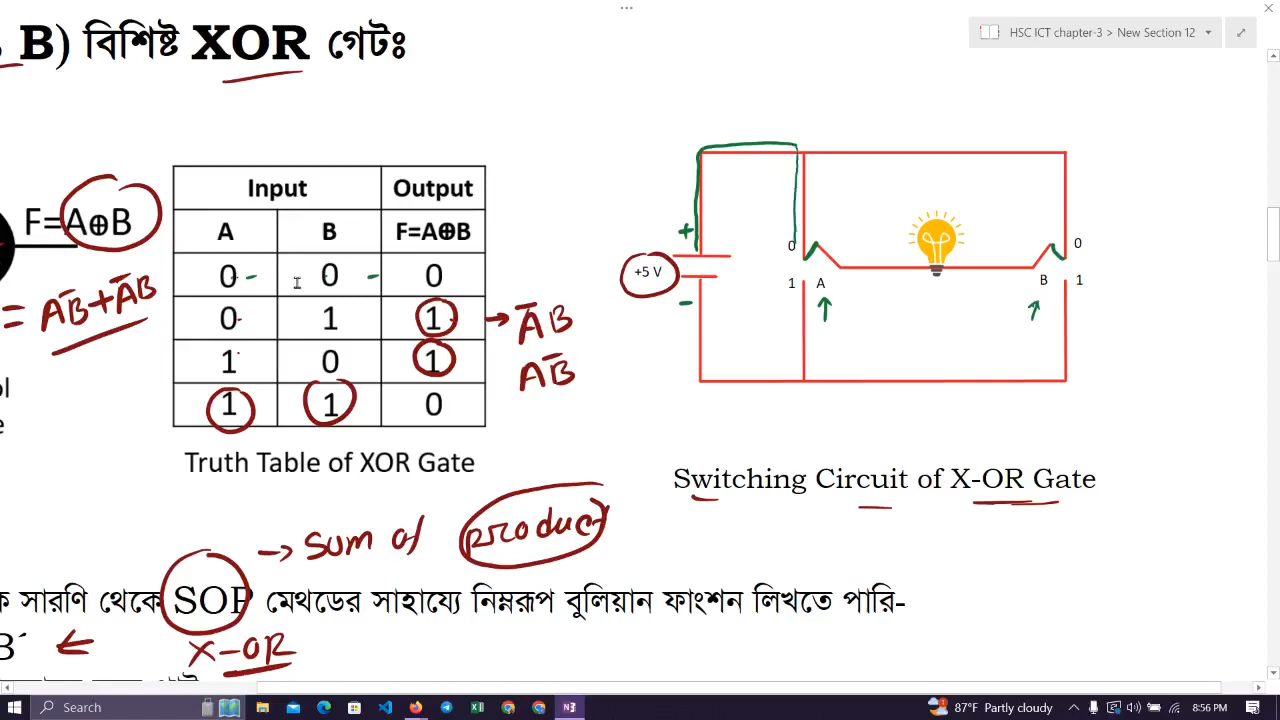 HSC ICT chapter-3 > New Section 12
B) বিশিষ্ট XOR গেটঃ
F=A⊕B
= AB̄+ĀB
Input Output
A B F=A⊕B
0 0 0
0 1 1 → ĀB
1 0 1 AB̄
1 1 0
Truth Table of XOR Gate
+
+5 V
-
0 0
1 A B 1
Switching Circuit of X-OR Gate
→ sum of product
ক সারণি থেকে SOP মেথডের সাহায্যে নিম্নরূপ বুলিয়ান ফাংশন লিখতে পারি-
B´ ← X-OR
Search
87°F Partly cloudy
8:56 PM